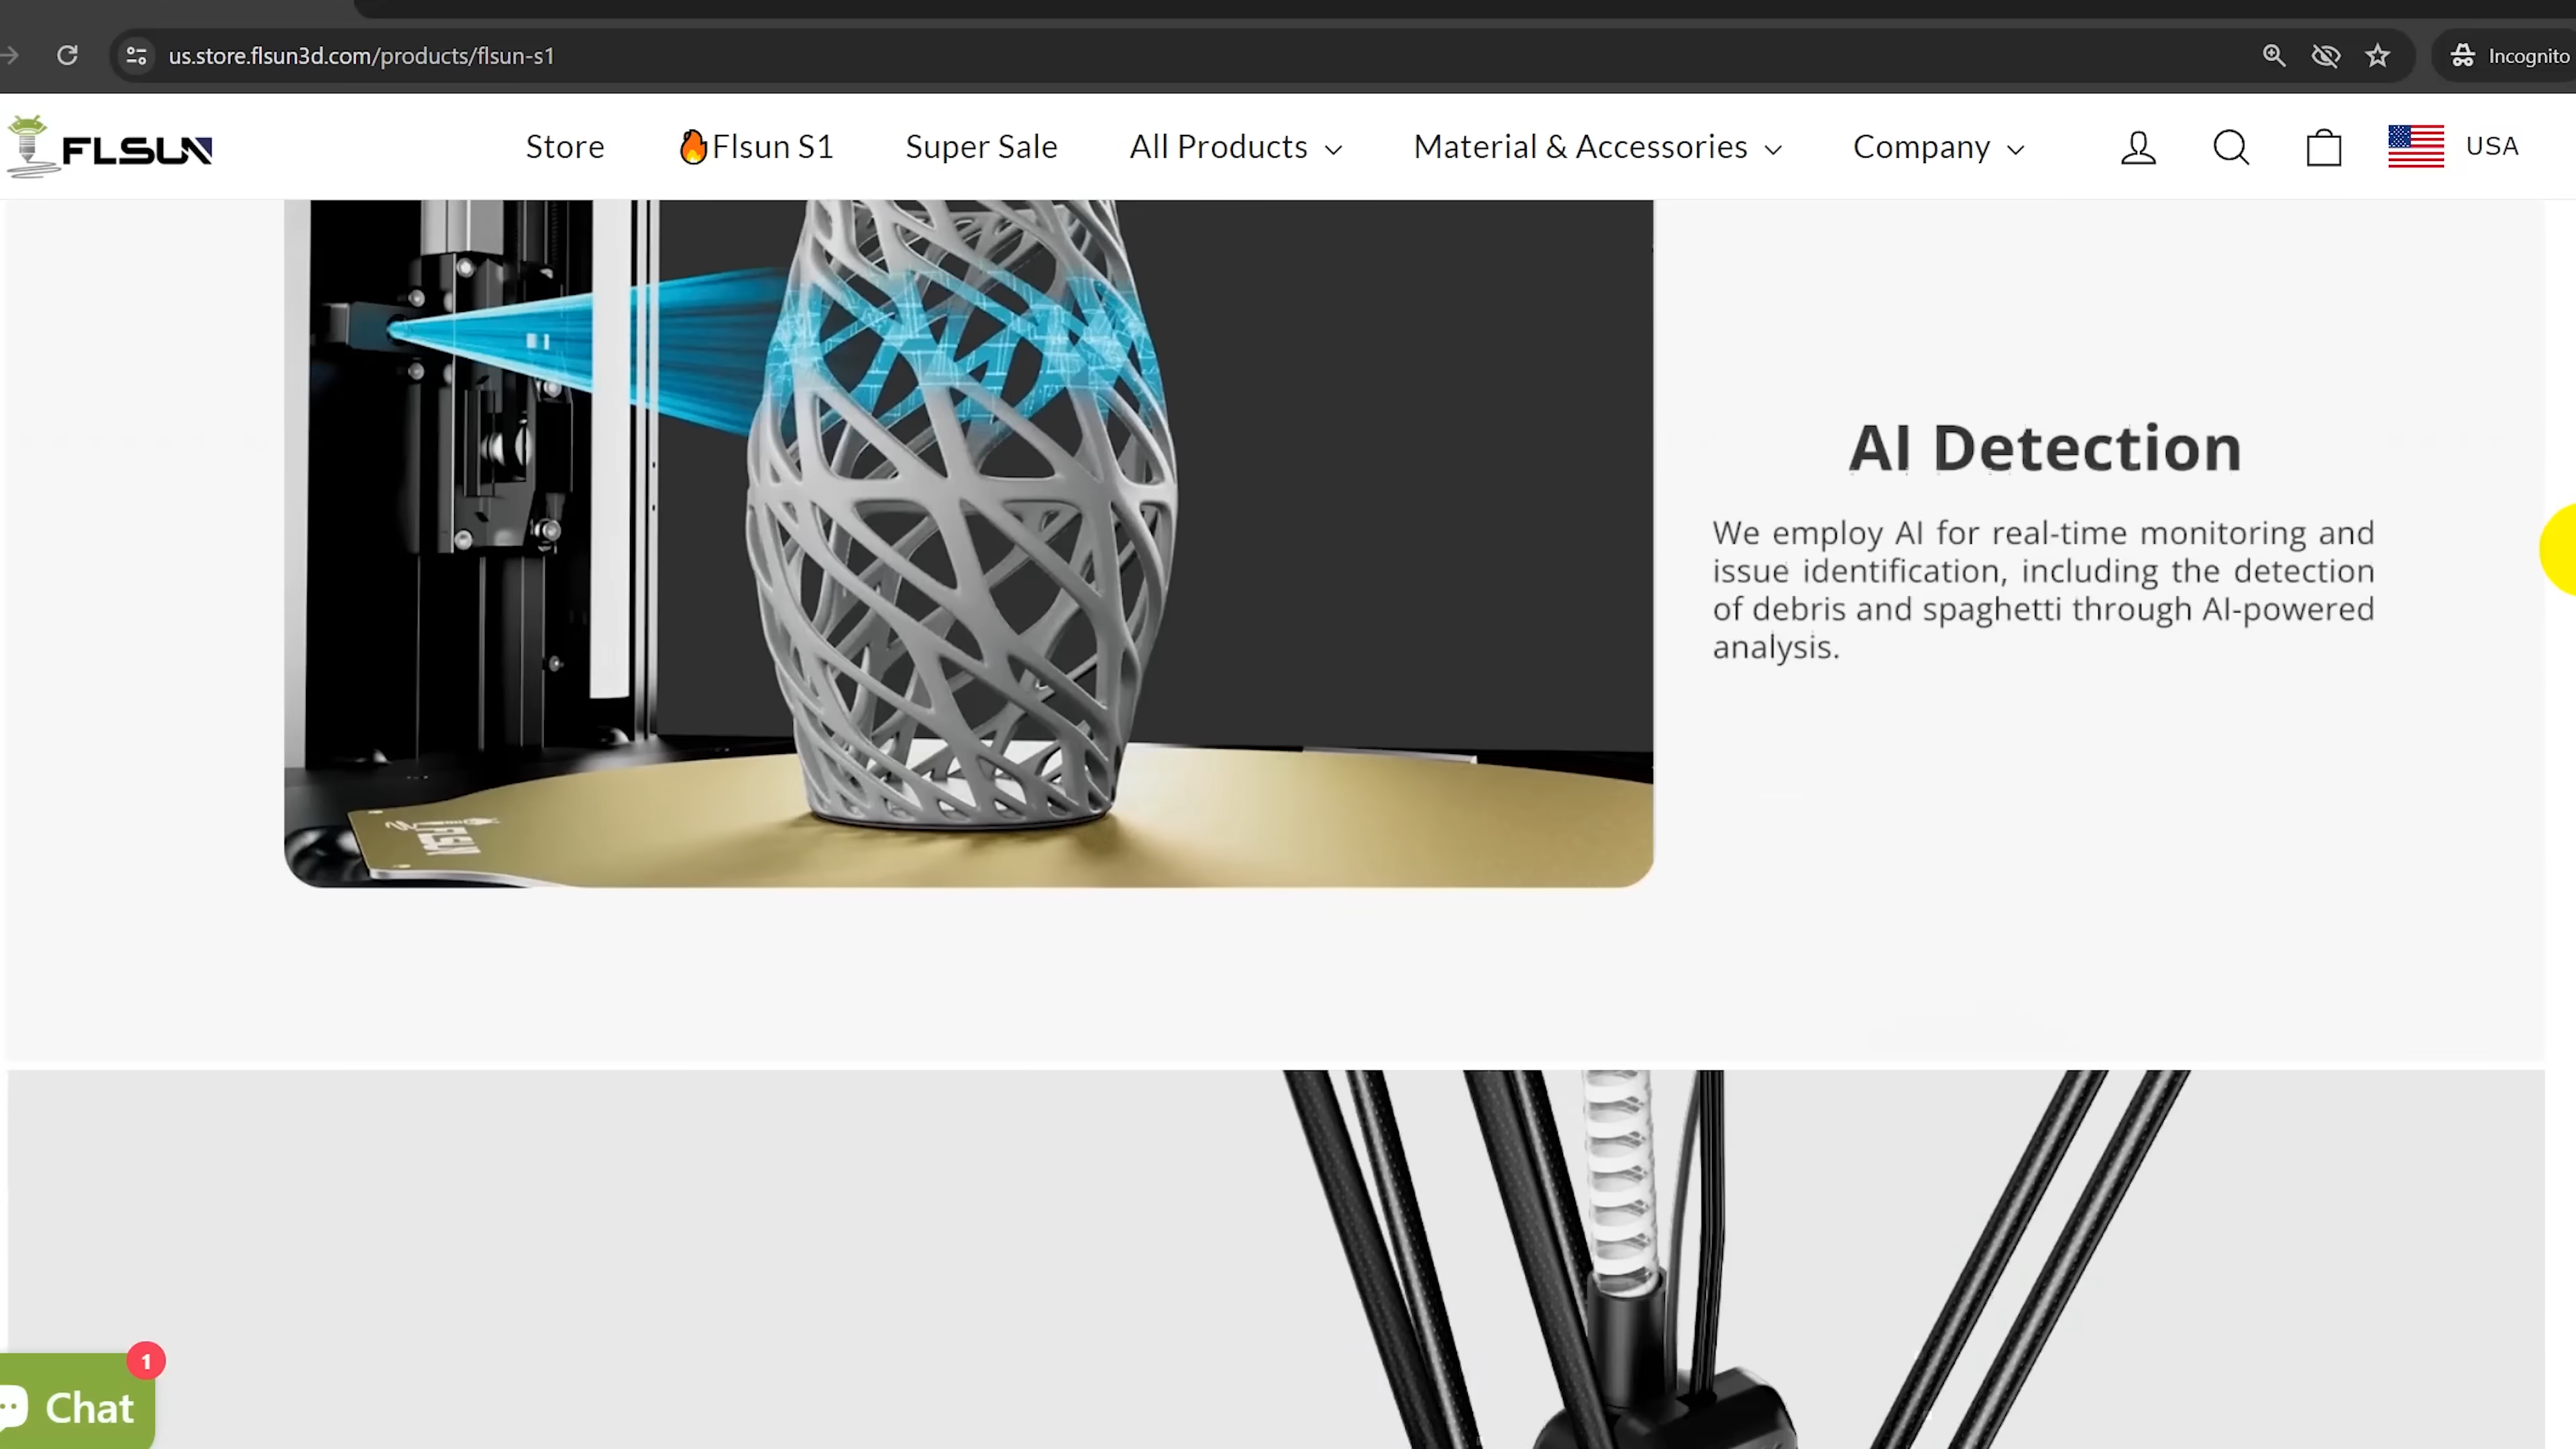 us.store.flsun3d.com/products/flsun-s1
Incognito
FLSUN
Store
Flsun S1
Super Sale
All Products
Material & Accessories
Company
USA
AI Detection
We employ AI for real-time monitoring and
issue identification, including the detection
of debris and spaghetti through AI-powered
analysis.
FLSUN
1
Chat